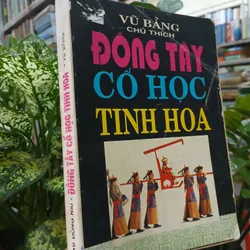 VŨ BẰNG
CHÚ THÍCH
ĐÔNG TÂY
CỔ HỌC
TINH HOA
ĐÔNG TÂY CỔ HỌC TINH HOA